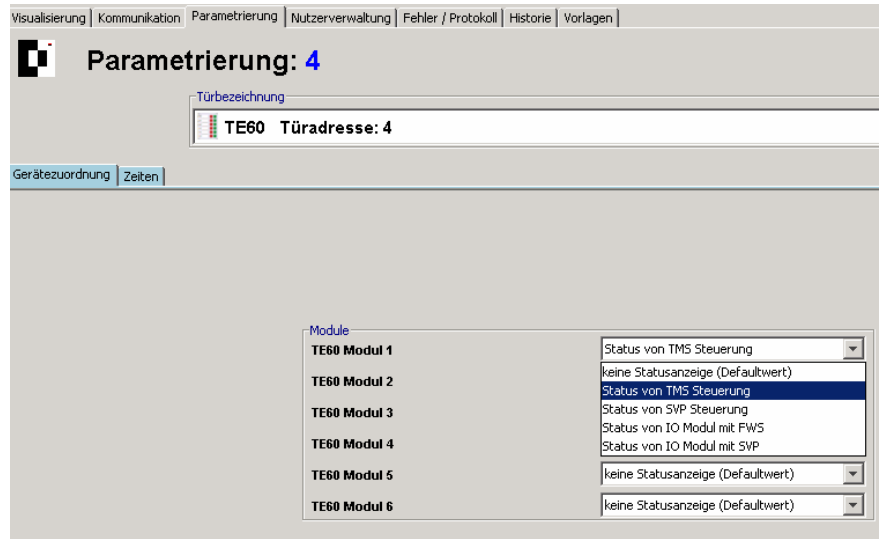 Visualisierung Kommunikation Parametrierung Nutzerverwaltung Fehler / Protokoll Historie Vorlagen
Parametrierung: 4
Türbezeichnung
TE60 Türadresse: 4
Gerätezuordnung Zeiten
Module
TE60 Modul 1 Status von TMS Steuerung
keine Statusanzeige (Defaultwert)
TE60 Modul 2 Status von TMS Steuerung
TE60 Modul 3 Status von SVP Steuerung
Status von IO Modul mit FWS
TE60 Modul 4 Status von IO Modul mit SVP
TE60 Modul 5 keine Statusanzeige (Defaultwert)
TE60 Modul 6 keine Statusanzeige (Defaultwert)